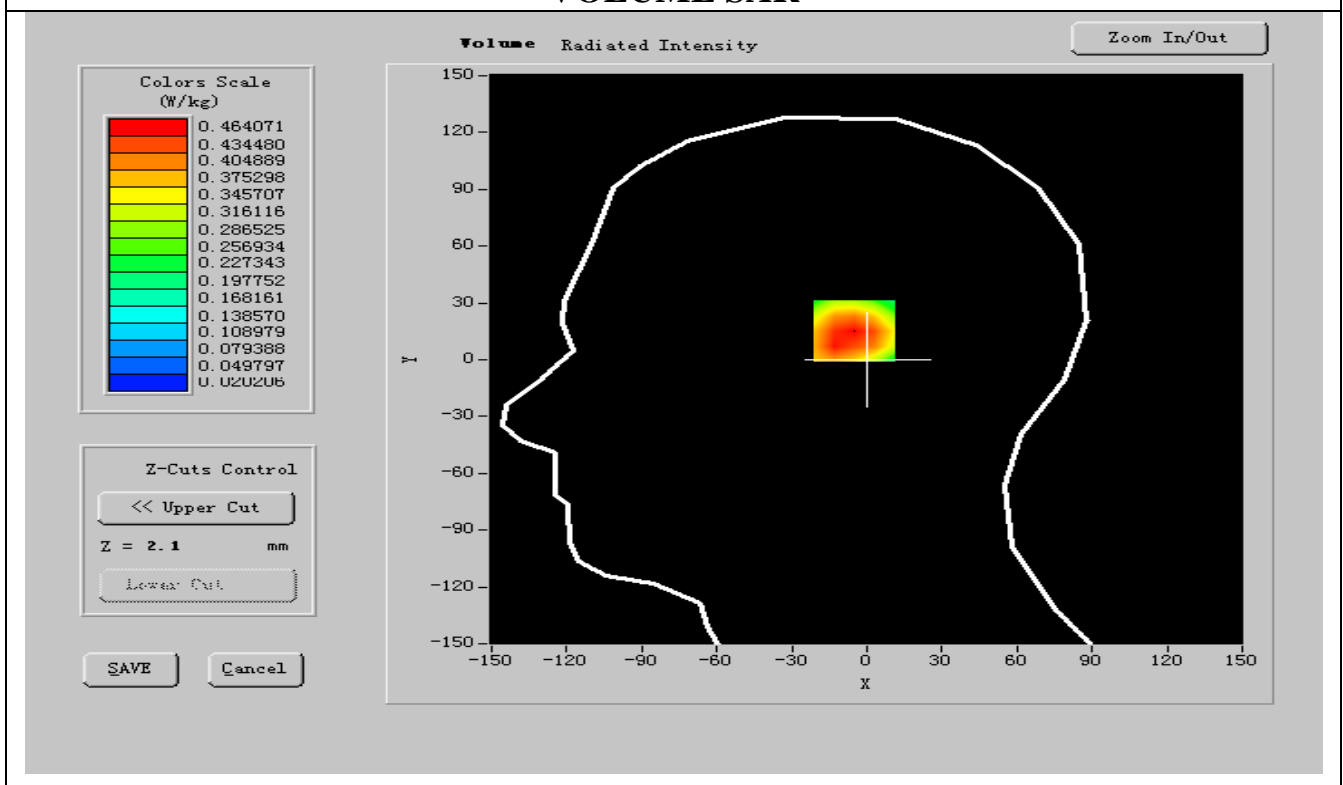 VOLUME SAR
Volume Radiated Intensity
Zoom In/Out
Colors Scale
(W/kg)
0.464071
0.434480
0.404889
0.375298
0.345707
0.316116
0.286525
0.256934
0.227343
0.197752
0.168161
0.138570
0.108979
0.079388
0.049797
0.020206
Z-Cuts Control
<< Upper Cut
Z = 2.1 mm
Lower Cut
SAVE
Cancel
150
120
90
60
30
0
-30
-60
-90
-120
-150
Y
-150 -120 -90 -60 -30 0 30 60 90 120 150
X